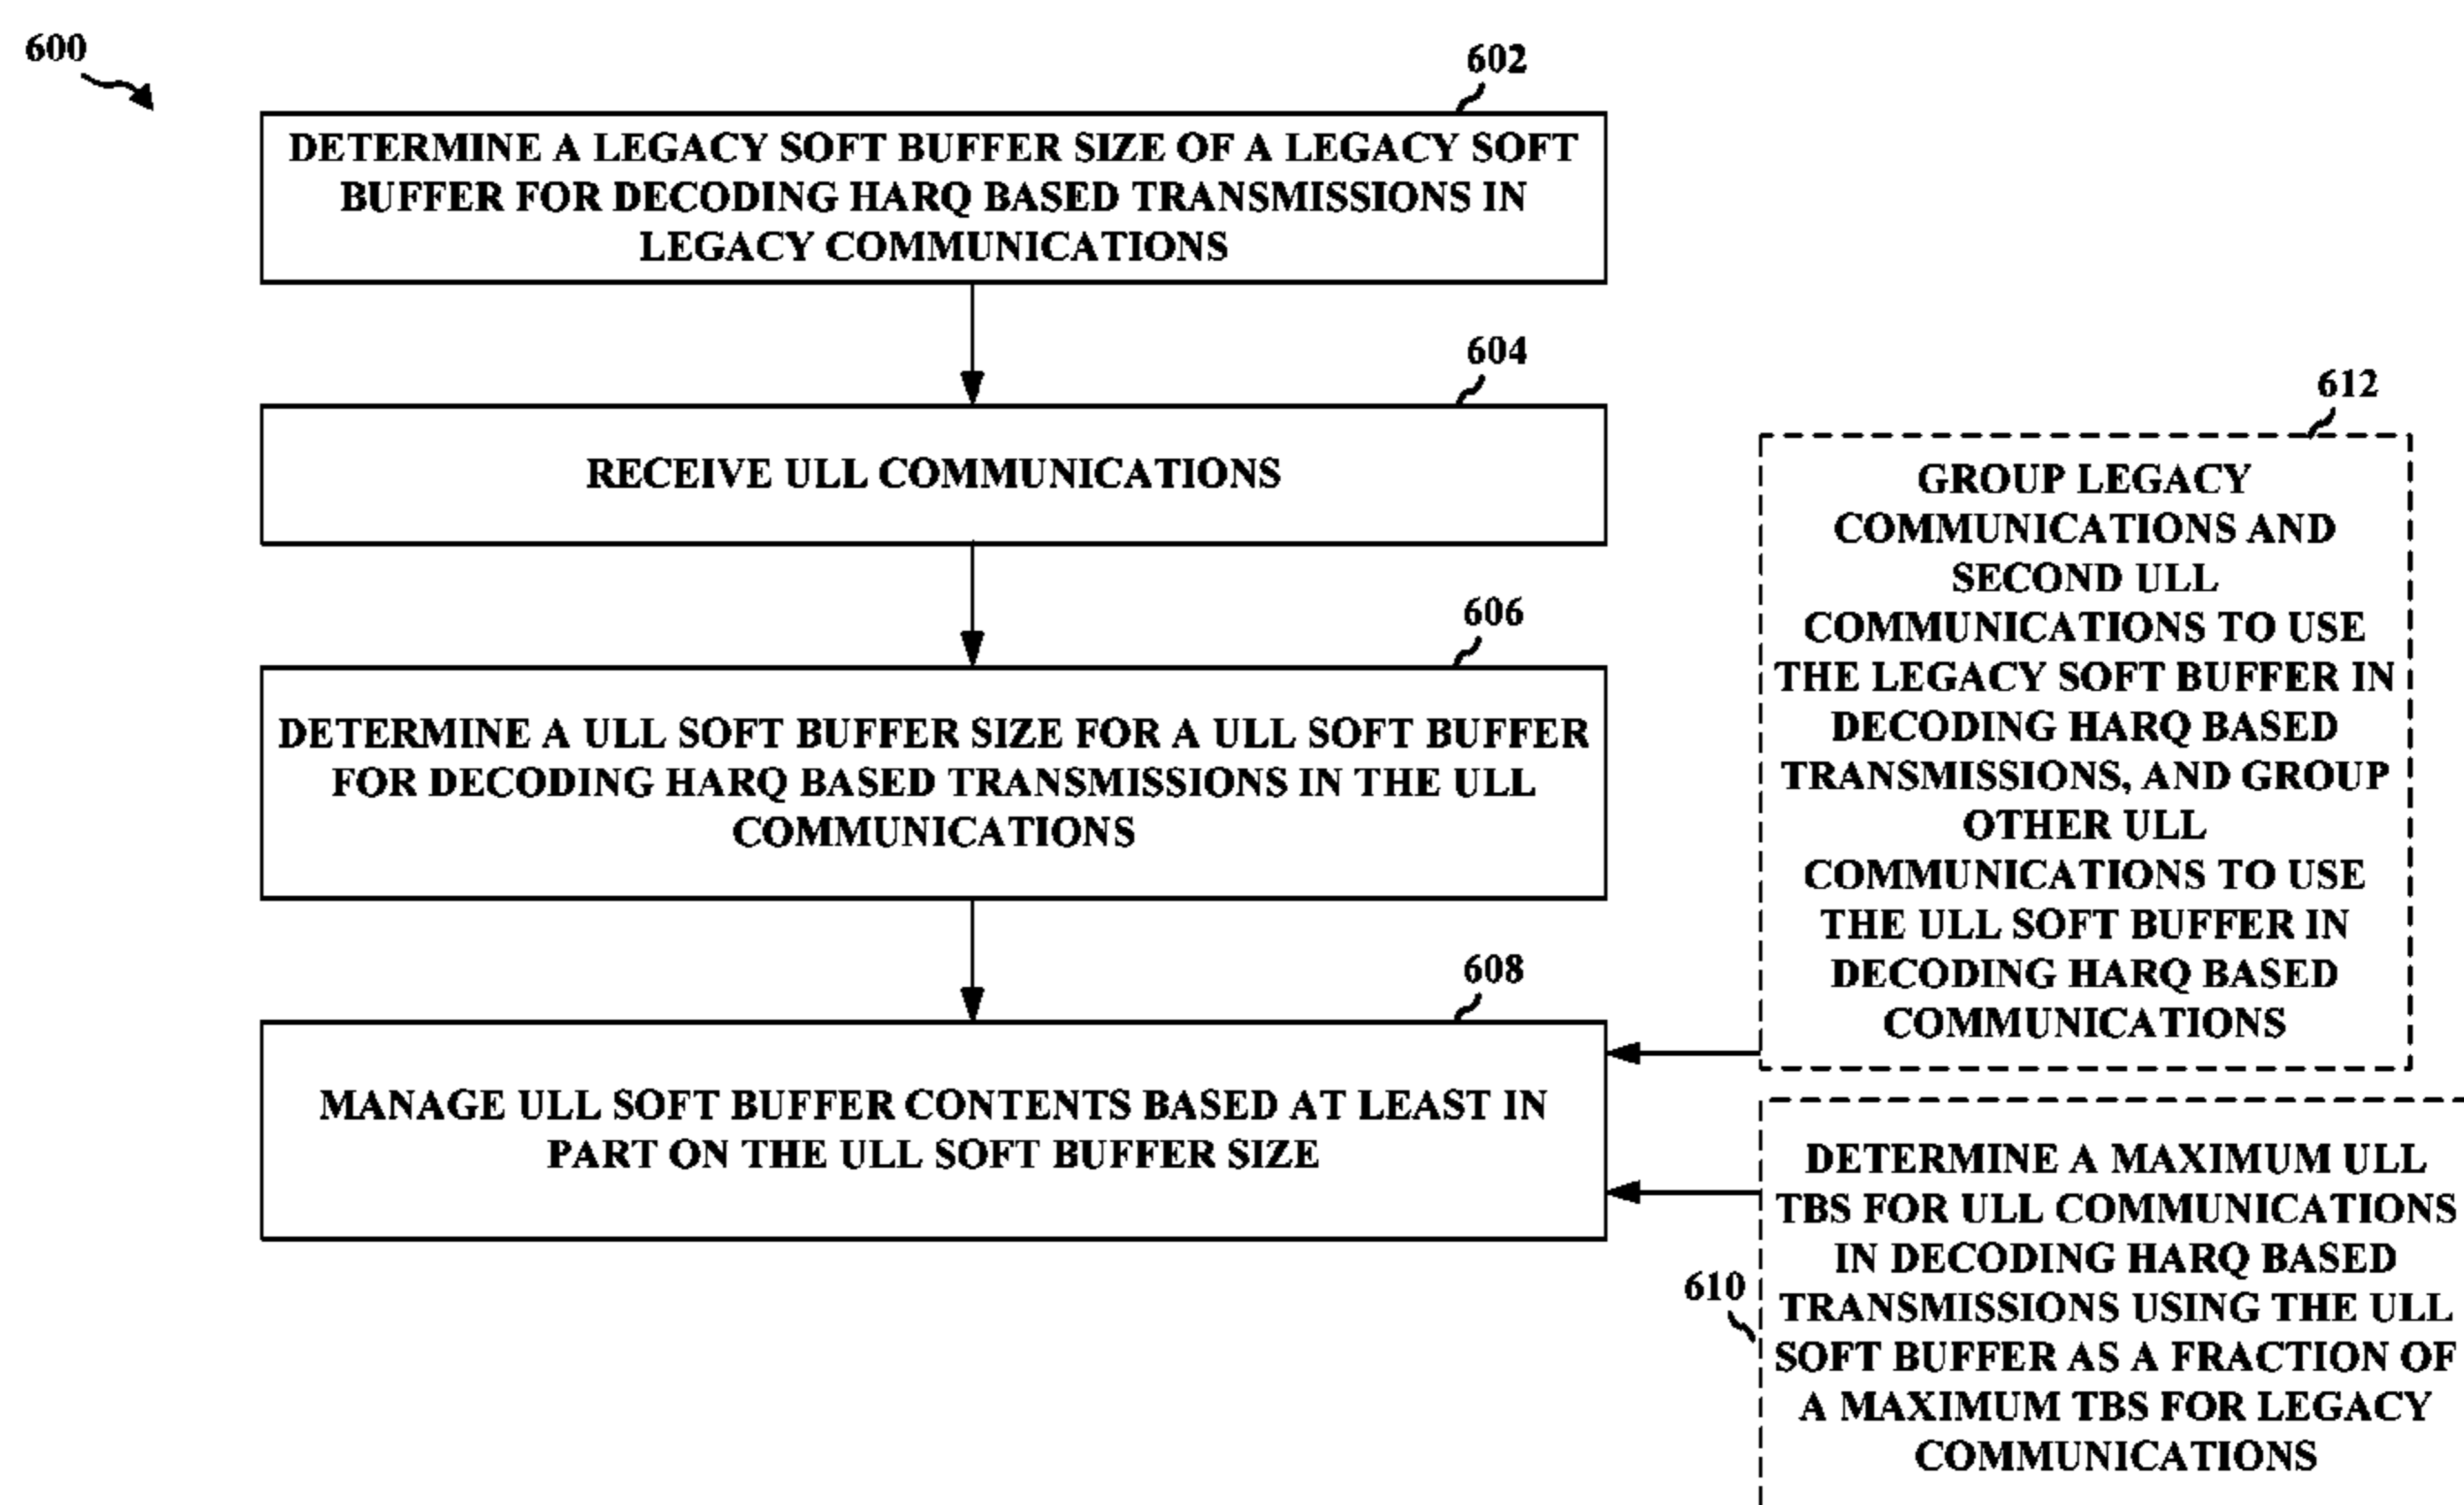 600
602
DETERMINE A LEGACY SOFT BUFFER SIZE OF A LEGACY SOFT
BUFFER FOR DECODING HARQ BASED TRANSMISSIONS IN
LEGACY COMMUNICATIONS
604
RECEIVE ULL COMMUNICATIONS
606
DETERMINE A ULL SOFT BUFFER SIZE FOR A ULL SOFT BUFFER
FOR DECODING HARQ BASED TRANSMISSIONS IN THE ULL
COMMUNICATIONS
608
MANAGE ULL SOFT BUFFER CONTENTS BASED AT LEAST IN
PART ON THE ULL SOFT BUFFER SIZE
612
GROUP LEGACY
COMMUNICATIONS AND
SECOND ULL
COMMUNICATIONS TO USE
THE LEGACY SOFT BUFFER IN
DECODING HARQ BASED
TRANSMISSIONS, AND GROUP
OTHER ULL
COMMUNICATIONS TO USE
THE ULL SOFT BUFFER IN
DECODING HARQ BASED
COMMUNICATIONS
610
DETERMINE A MAXIMUM ULL
TBS FOR ULL COMMUNICATIONS
IN DECODING HARQ BASED
TRANSMISSIONS USING THE ULL
SOFT BUFFER AS A FRACTION OF
A MAXIMUM TBS FOR LEGACY
COMMUNICATIONS